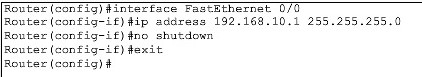 Router(config)#interface FastEthernet 0/0
Router(config-if)#ip address 192.168.10.1 255.255.255.0
Router(config-if)#no shutdown
Router(config-if)#exit
Router(config)#